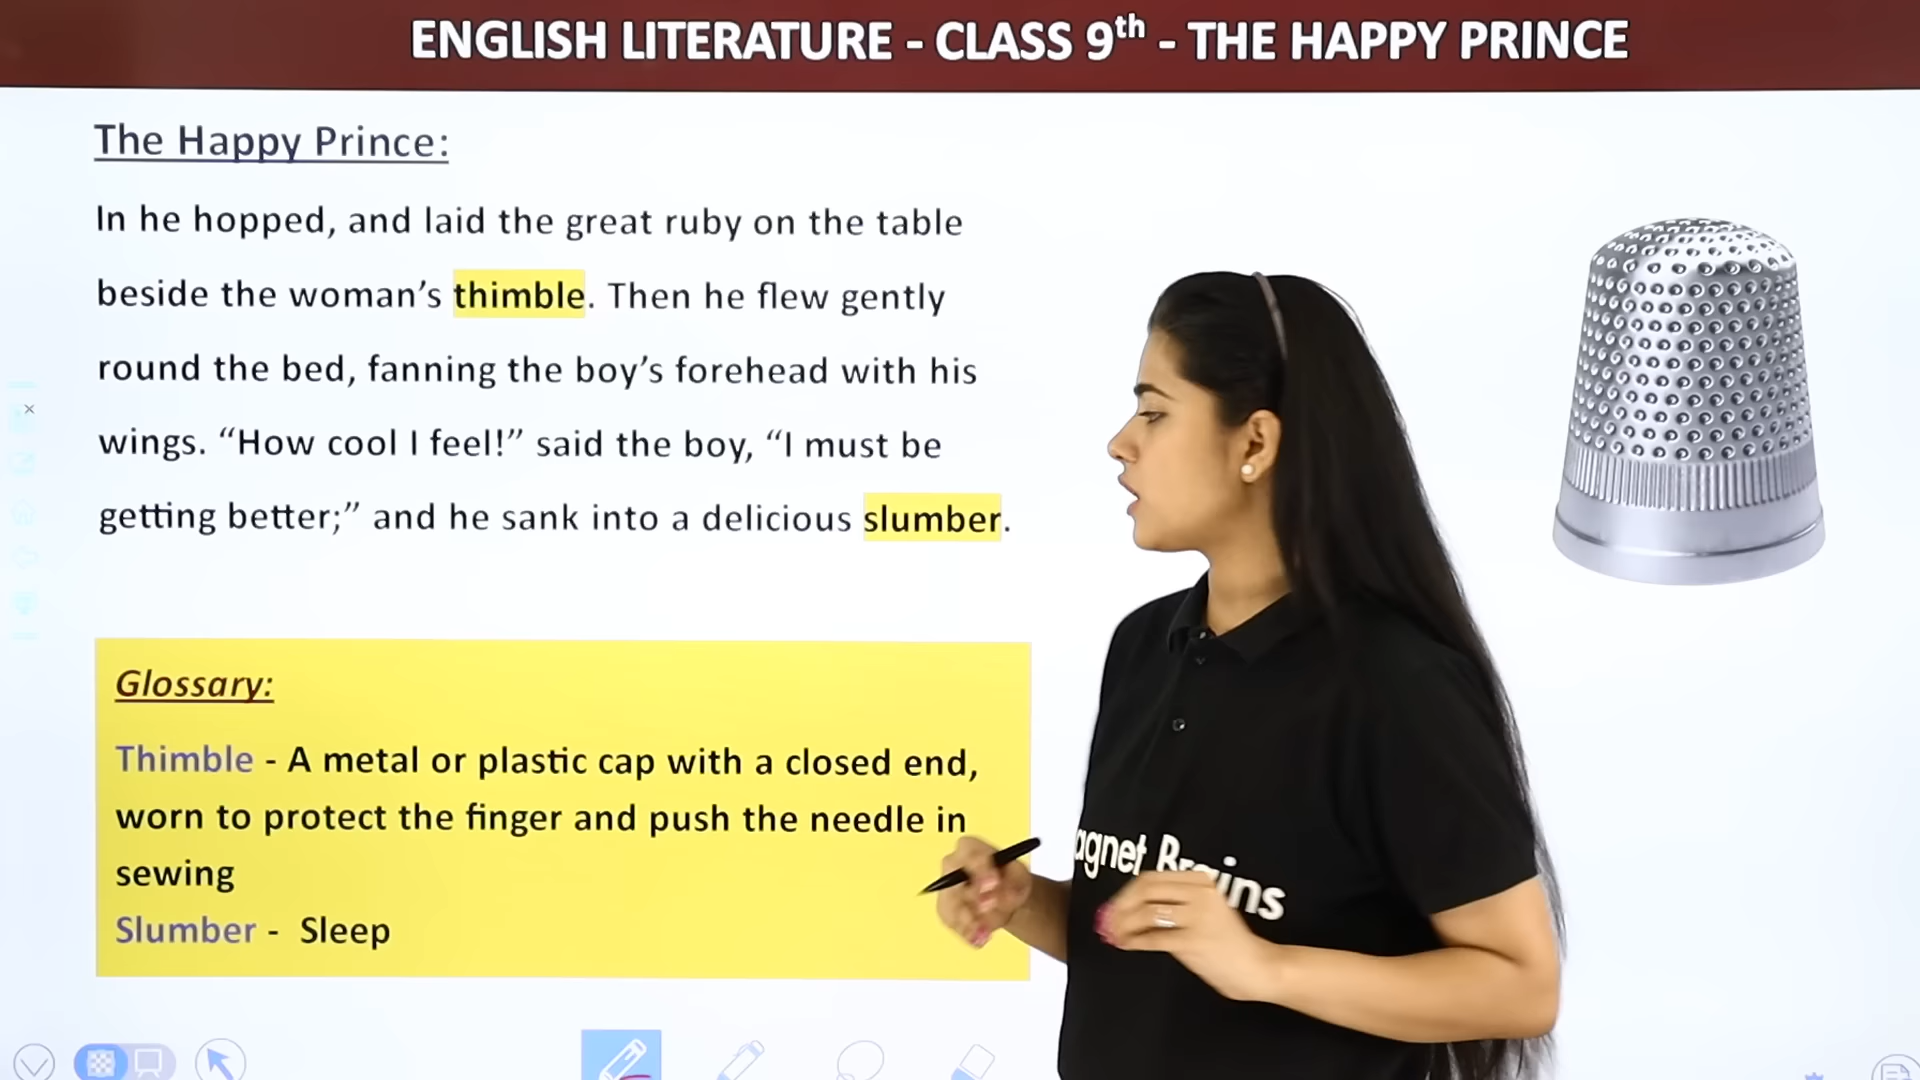 ENGLISH LITERATURE - CLASS 9th - THE HAPPY PRINCE
The Happy Prince:
In he hopped, and laid the great ruby on the table
beside the woman’s thimble. Then he flew gently
round the bed, fanning the boy’s forehead with his
wings. “How cool I feel!” said the boy, “I must be
getting better;” and he sank into a delicious slumber.
Glossary:
Thimble - A metal or plastic cap with a closed end,
worn to protect the finger and push the needle in
sewing
Slumber - Sleep
agnet Brains